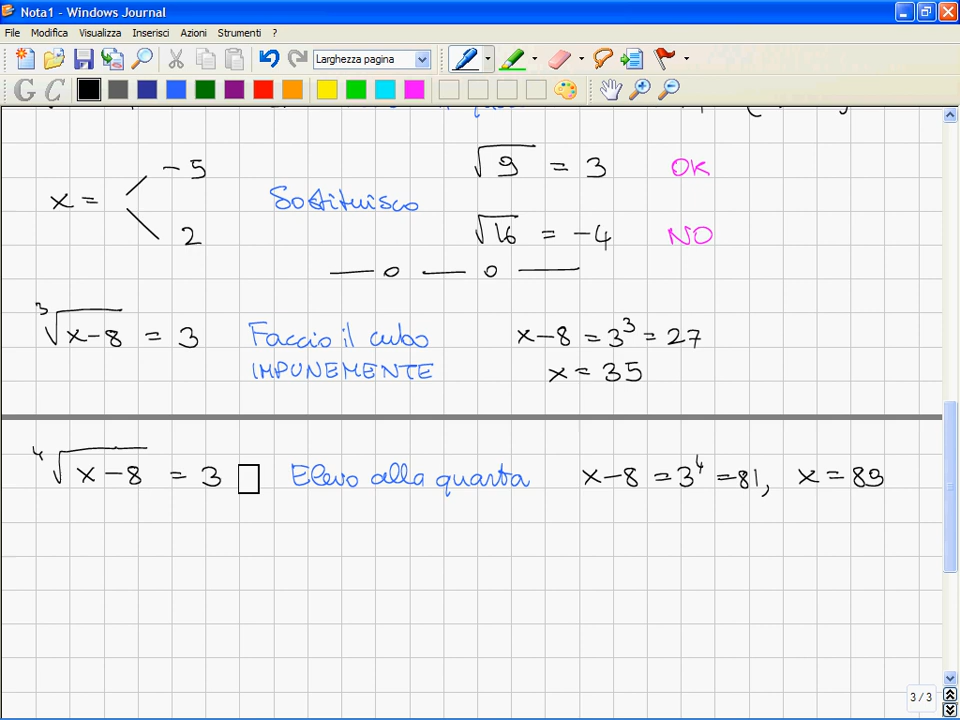 Nota1 - Windows Journal
File Modifica Visualizza Inserisci Azioni Strumenti ?
Larghezza pagina
G C
x = -5
2
Sostituisco
√9 = 3 OK
√16 = -4 NO
³√x-8 = 3 Faccio il cubo x-8 = 3³ = 27
IMPUNEMENTE x = 35
⁴√x-8 = 3 Elevo alla quarta x-8 = 3⁴ = 81, x = 89
3 / 3